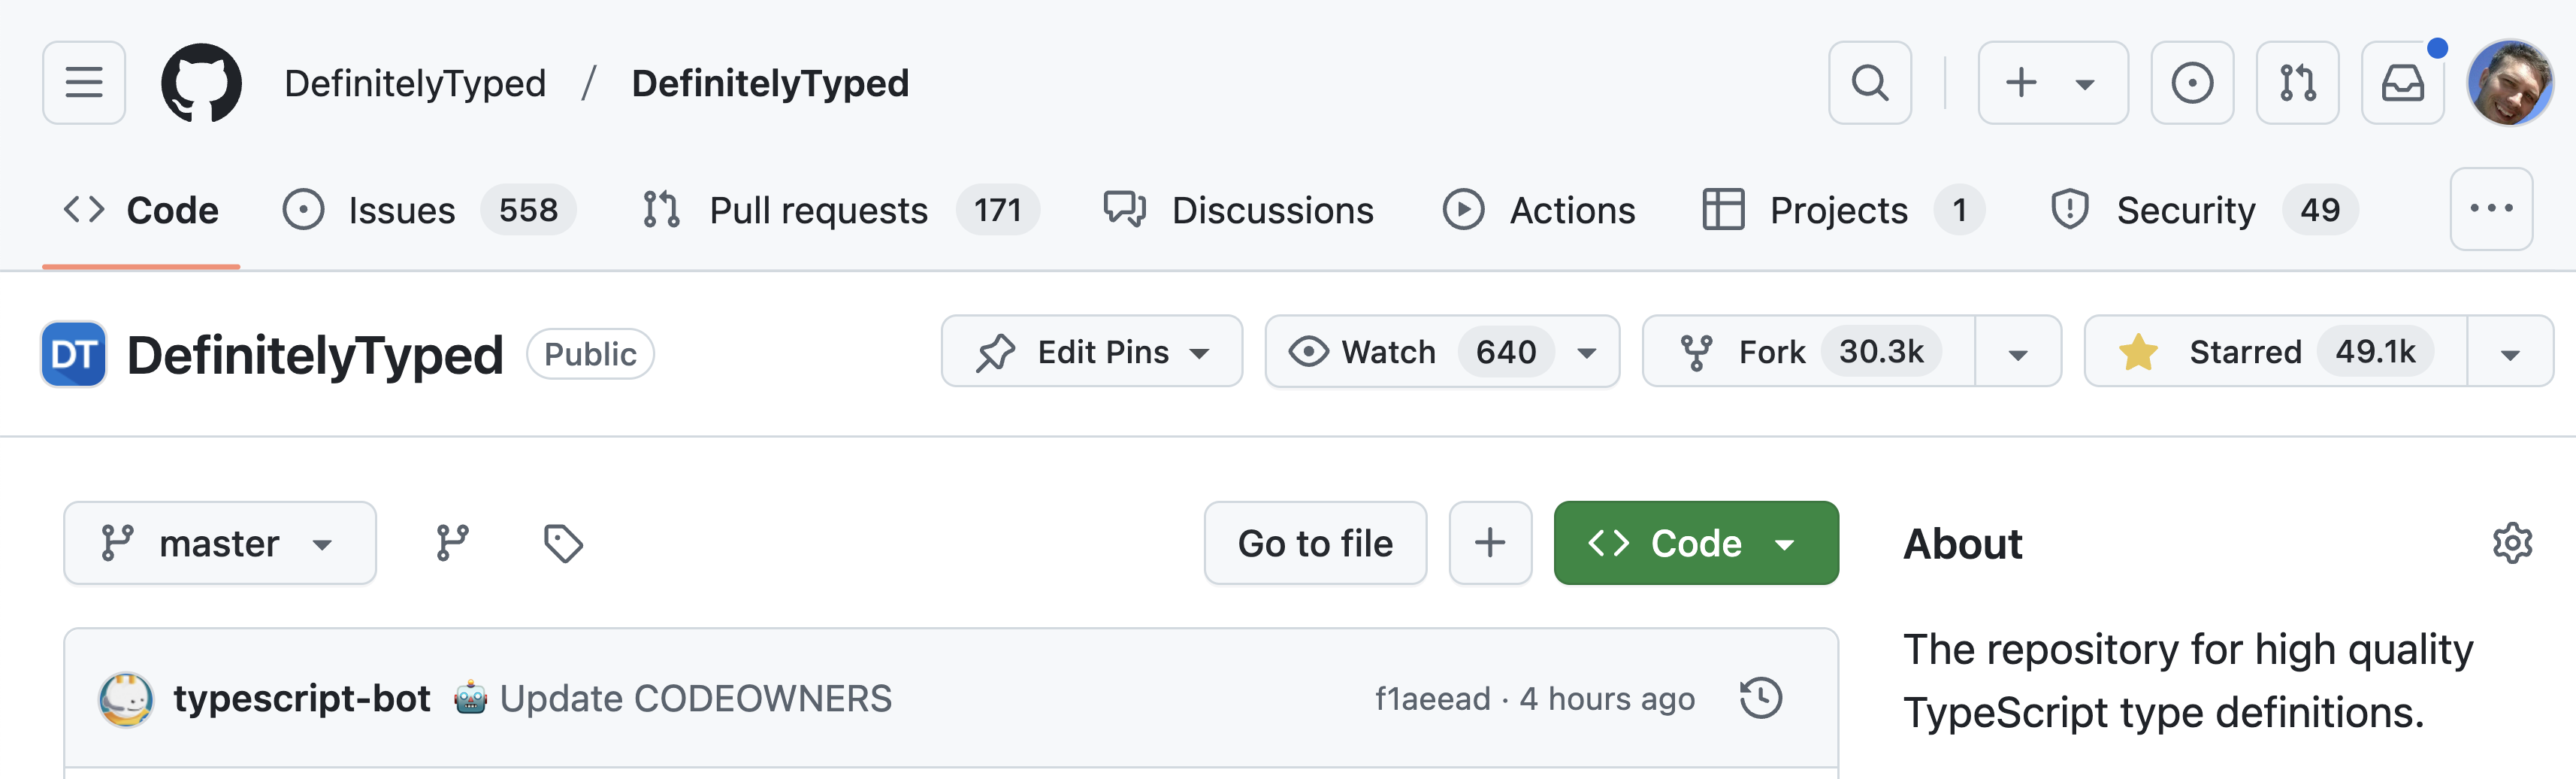 DefinitelyTyped / DefinitelyTyped
Code Issues 558 Pull requests 171 Discussions Actions Projects 1 Security 49
DT DefinitelyTyped Public Edit Pins Watch 640 Fork 30.3k Starred 49.1k
master Go to file Code About
typescript-bot 🤖 Update CODEOWNERS f1aeead · 4 hours ago
The repository for high quality
TypeScript type definitions.